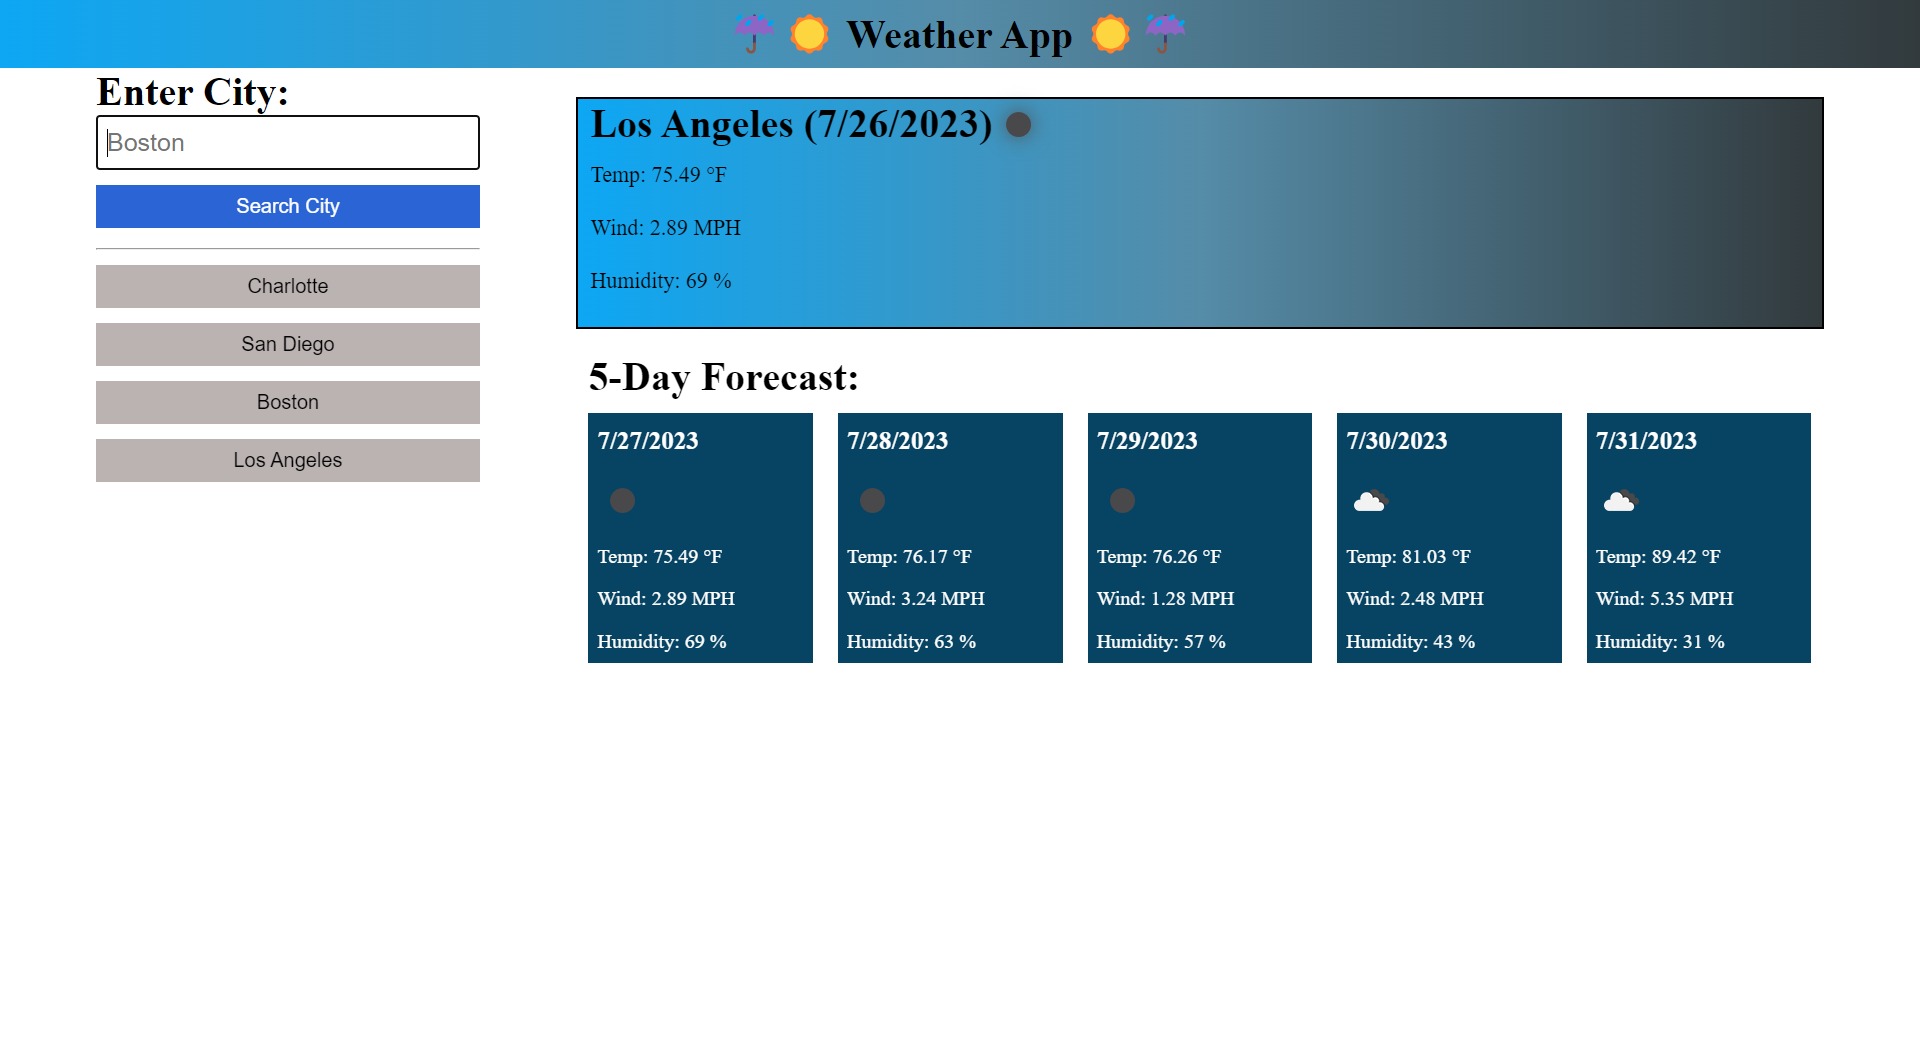 Weather App
Enter City:
Boston
Search City
Charlotte
San Diego
Boston
Los Angeles
Los Angeles (7/26/2023)
Temp: 75.49 °F
Wind: 2.89 MPH
Humidity: 69 %
5-Day Forecast:
7/27/2023
Temp: 75.49 °F
Wind: 2.89 MPH
Humidity: 69 %
7/28/2023
Temp: 76.17 °F
Wind: 3.24 MPH
Humidity: 63 %
7/29/2023
Temp: 76.26 °F
Wind: 1.28 MPH
Humidity: 57 %
7/30/2023
Temp: 81.03 °F
Wind: 2.48 MPH
Humidity: 43 %
7/31/2023
Temp: 89.42 °F
Wind: 5.35 MPH
Humidity: 31 %